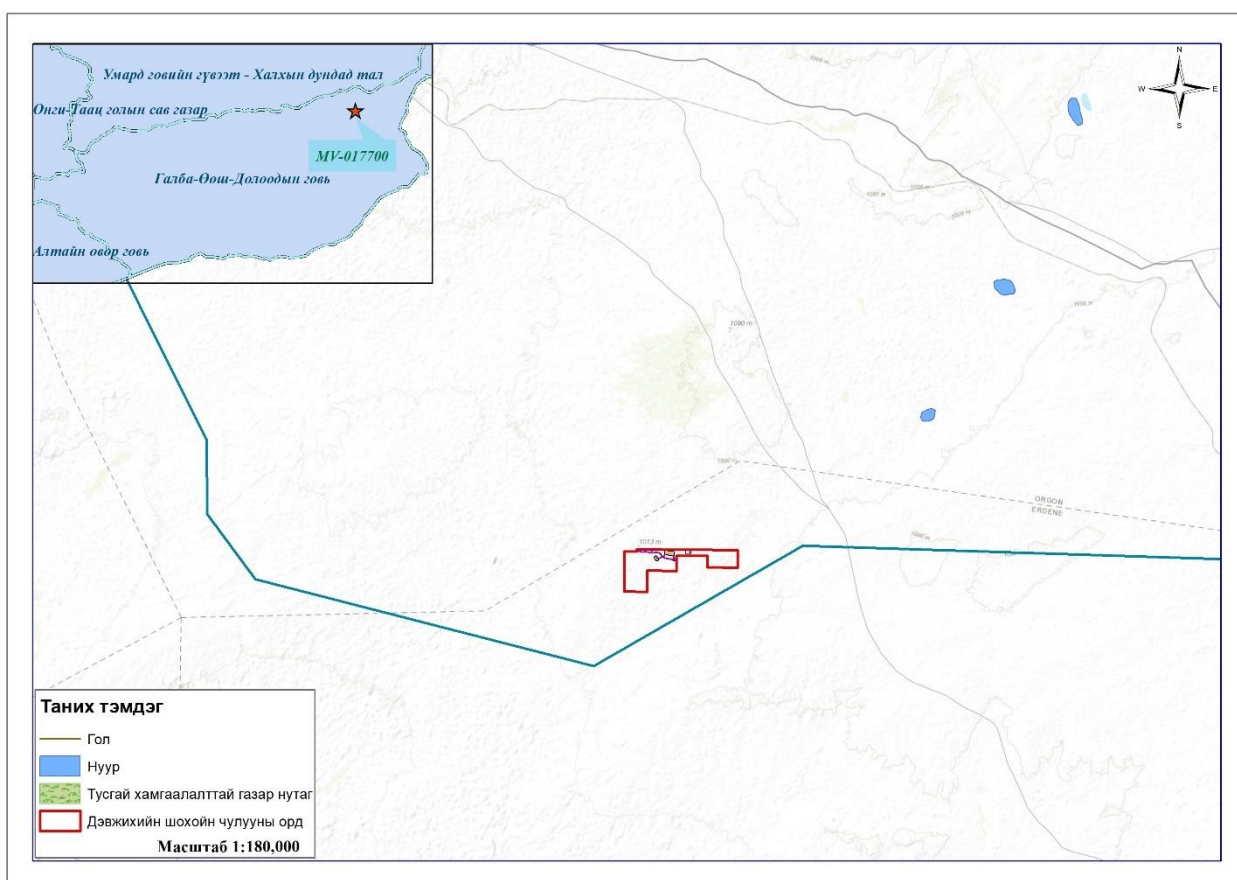 Умард говийн гүвээт - Халхын дундад тал
Онги-Таац голын сав газар
MV-017700
Галба-Өөш-Долоодын говь
Алтайн өвөр говь
N
W E
S
1090 m
1013 m
ORGON
ERDENE
Таних тэмдэг
Гол
Нуур
Тусгай хамгаалалттай газар нутаг
Дэвжихийн шохойн чулууны орд
Масштаб 1:180,000